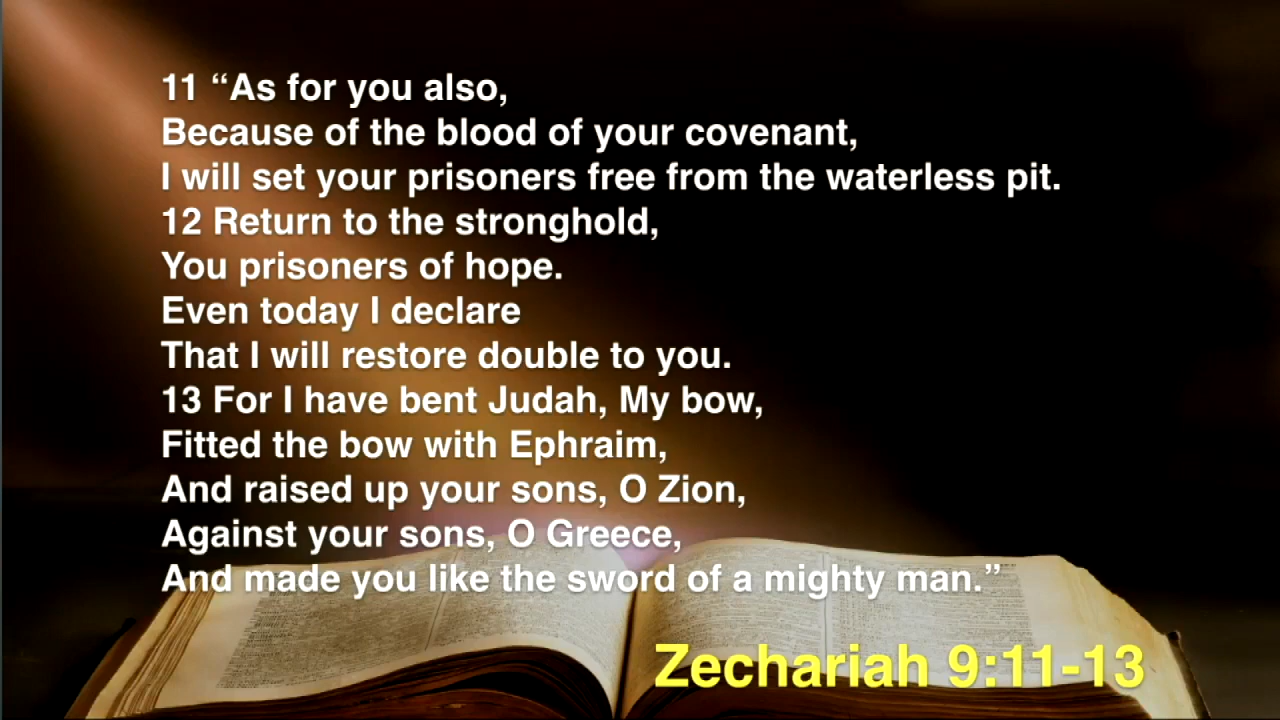 11 “As for you also,
Because of the blood of your covenant,
I will set your prisoners free from the waterless pit.
12 Return to the stronghold,
You prisoners of hope.
Even today I declare
That I will restore double to you.
13 For I have bent Judah, My bow,
Fitted the bow with Ephraim,
And raised up your sons, O Zion,
Against your sons, O Greece,
And made you like the sword of a mighty man.”
Zechariah 9:11-13